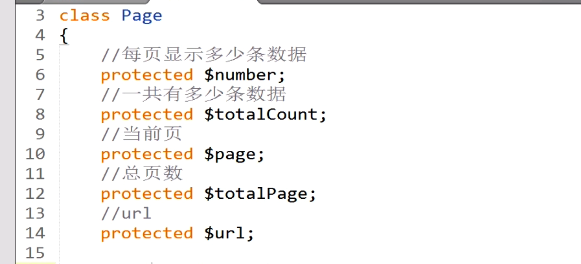 3 class Page
4 {
5 //每页显示多少条数据
6 protected $number;
7 //一共有多少条数据
8 protected $totalCount;
9 //当前页
10 protected $page;
11 //总页数
12 protected $totalPage;
13 //url
14 protected $url;
15